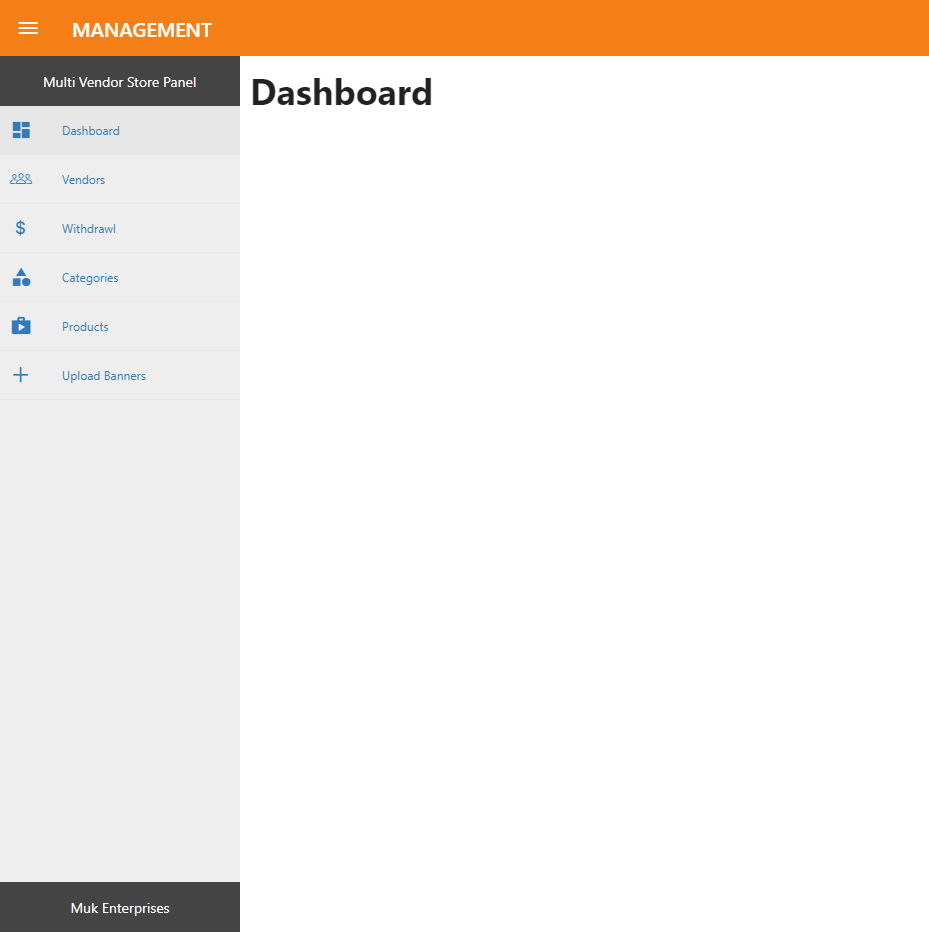 MANAGEMENT
Multi Vendor Store Panel
Dashboard
Dashboard
Vendors
Withdrawl
Categories
Products
Upload Banners
Muk Enterprises